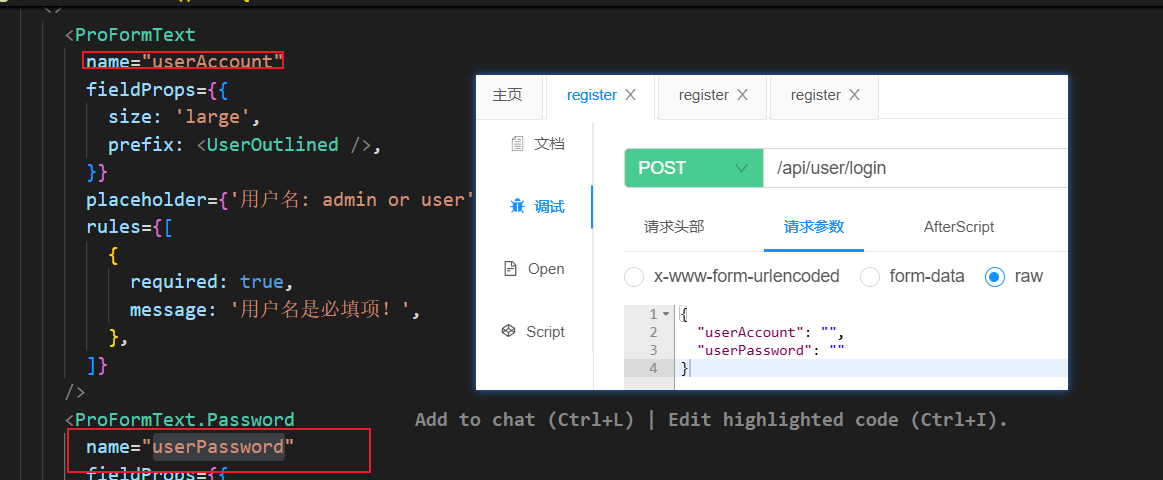 <>
<ProFormText
name="userAccount"
fieldProps={{
size: 'large',
prefix: <UserOutlined />,
}}
placeholder={'用户名: admin or user'
rules={[
{
required: true,
message: '用户名是必填项！',
},
]}
/>
<ProFormText.Password
Add to chat (Ctrl+L) | Edit highlighted code (Ctrl+I).
name="userPassword"
fieldProps={{
主页
register
register
register
文档
调试
Open
Script
POST
/api/user/login
请求头部
请求参数
AfterScript
x-www-form-urlencoded
form-data
raw
1 {
2 "userAccount": "",
3 "userPassword": ""
4 }